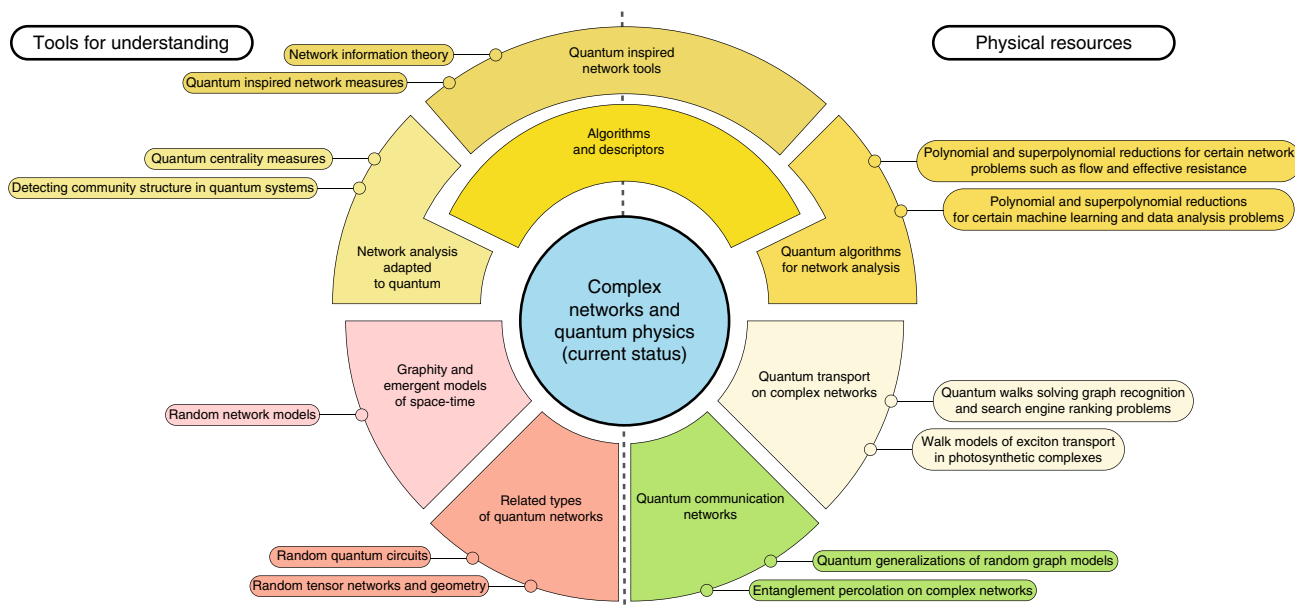 Tools for understanding
Physical resources
Network information theory
Quantum inspired network measures
Quantum inspired
network tools
Algorithms
and descriptors
Quantum centrality measures
Detecting community structure in quantum systems
Network analysis
adapted
to quantum
Polynomial and superpolynomial reductions for certain network
problems such as flow and effective resistance
Polynomial and superpolynomial reductions
for certain machine learning and data analysis problems
Quantum algorithms
for network analysis
Complex
networks and
quantum physics
(current status)
Graphity and
emergent models
of space-time
Random network models
Quantum transport
on complex networks
Quantum walks solving graph recognition
and search engine ranking problems
Walk models of exciton transport
in photosynthetic complexes
Related types
of quantum networks
Random quantum circuits
Random tensor networks and geometry
Quantum communication
networks
Quantum generalizations of random graph models
Entanglement percolation on complex networks